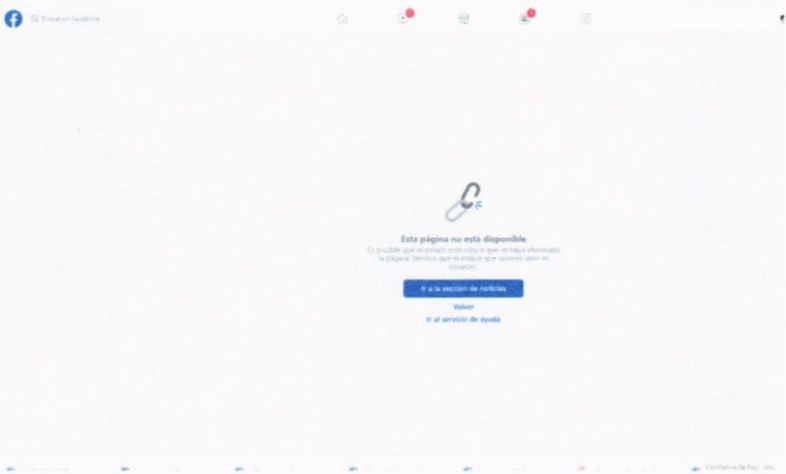 Buscar en Facebook
Esta página no está disponible
Es posible que el enlace esté roto o que se haya eliminado
la página. Verifica que el enlace que quieres abrir es
correcto.
Ir a la sección de noticias
Volver
Ir al servicio de ayuda